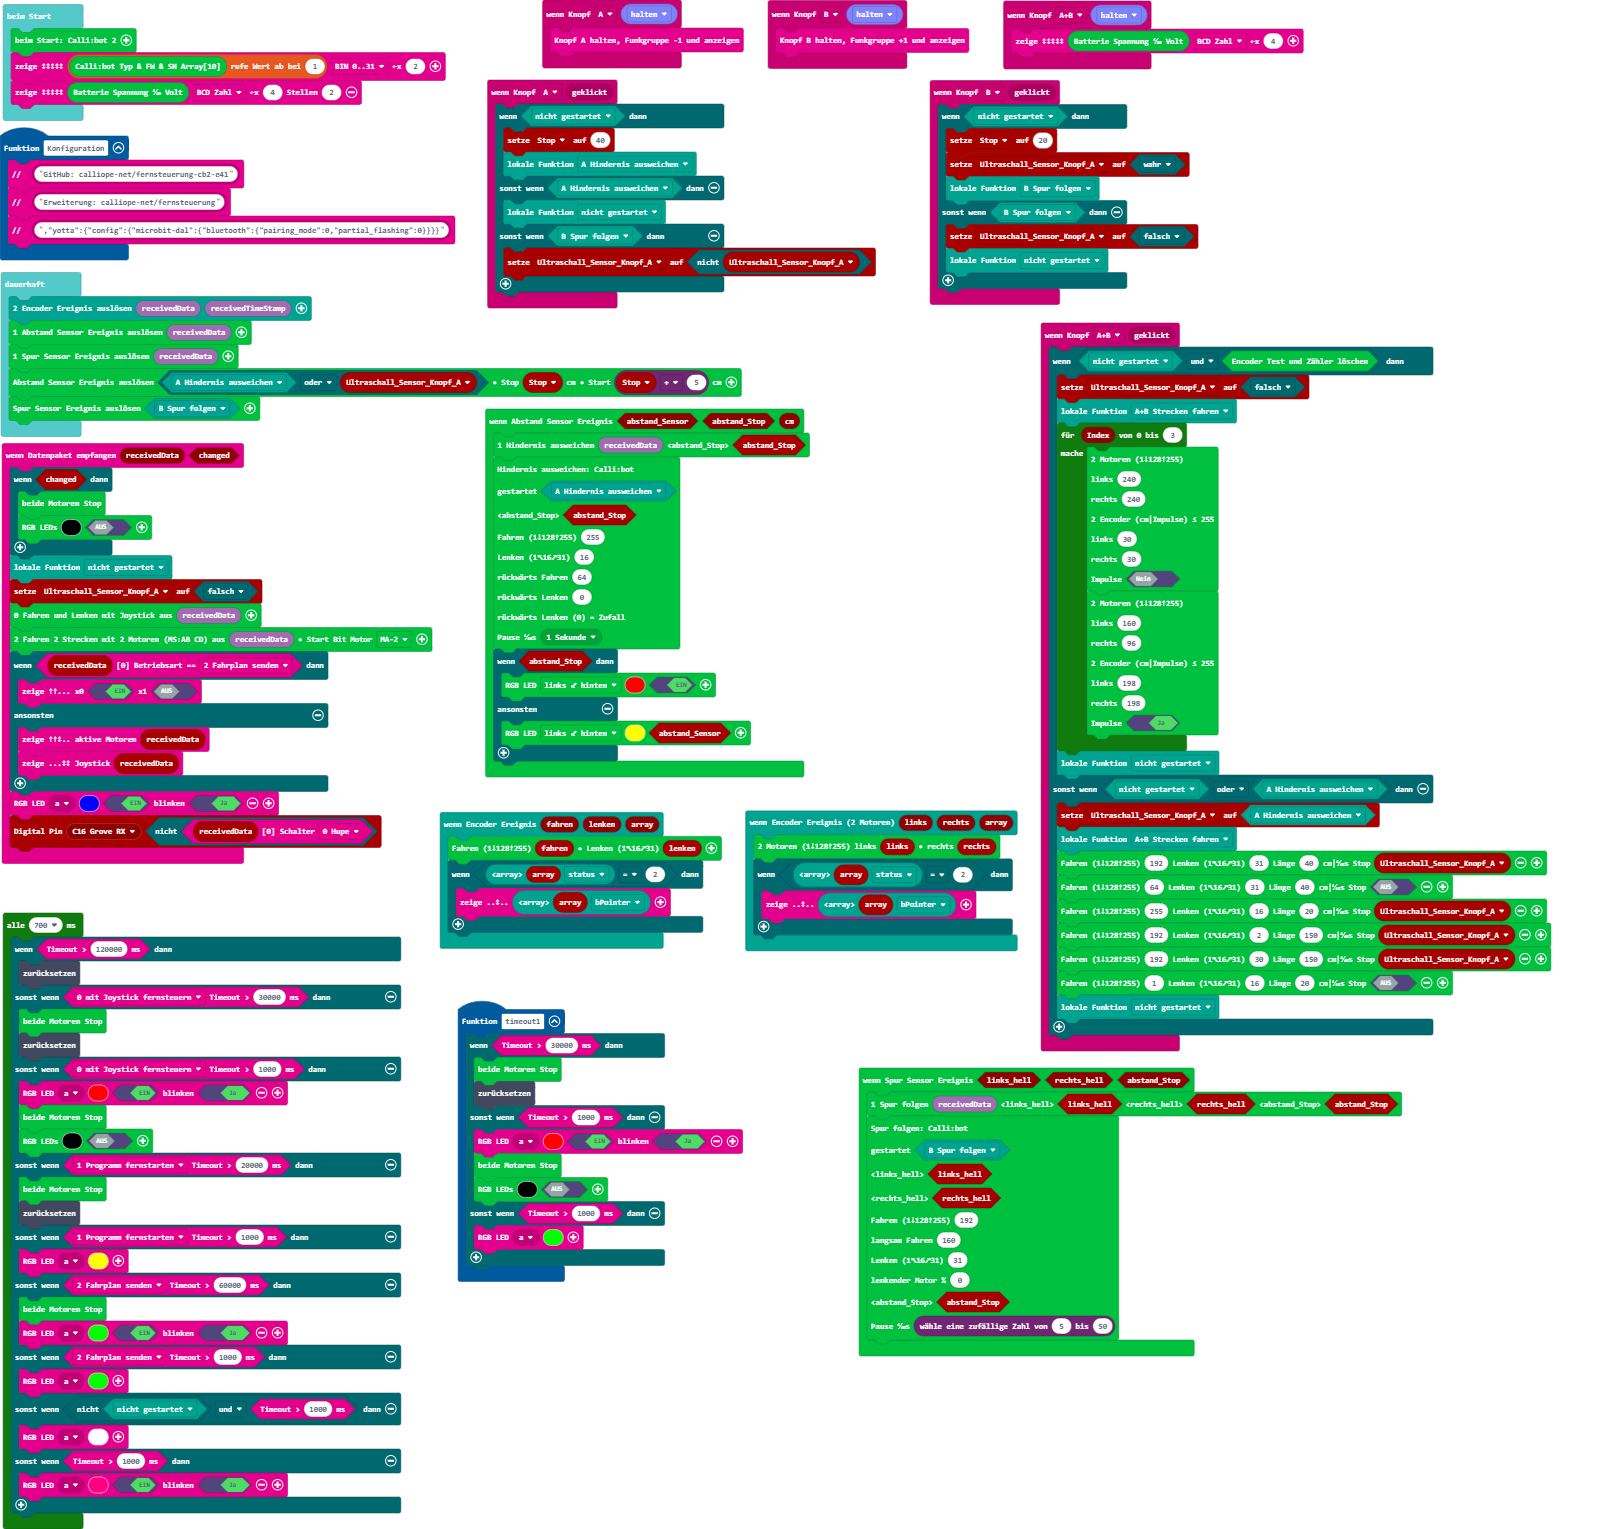 beim Start
beim Start: Calli:bot 2
zeige ⠿⠿⠿ Calli:bot Typ & FW & SN Array[10] rufe Wert ab bei 1 BIN 0..31 ÷x 2
zeige Batterie Spannung ‰ Volt BCD Zahl ÷x 4 Stellen 2
Funktion Konfiguration
// "GitHub: calliope-net/fernsteuerung-cb2-e41"
// "Erweiterung: calliope-net/fernsteuerung"
// ","yotta":{"config":{"microbit-dal":{"bluetooth":{"pairing_mode":0,"partial_flashing":0}}}}"
dauerhaft
2 Encoder Ereignis auslösen receivedData receivedTimeStamp
1 Abstand Sensor Ereignis auslösen receivedData
1 Spur Sensor Ereignis auslösen receivedData
Abstand Sensor Ereignis auslösen A Hindernis ausweichen oder Ultraschall_Sensor_Knopf_A • Stop Stop cm • Start Stop + 5 cm
Spur Sensor Ereignis auslösen B Spur folgen
wenn Datenpaket empfangen receivedData changed
wenn changed dann
beide Motoren Stop
RGB LEDs AUS
lokale Funktion nicht gestartet
setze Ultraschall_Sensor_Knopf_A auf falsch
0 Fahren und Lenken mit Joystick aus receivedData
2 Fahren 2 Strecken mit 2 Motoren (MS:AB CD) aus receivedData • Start Bit Motor MA-2
wenn receivedData [0] Betriebsart == 2 Fahrplan senden dann
zeige ↑↑... x0 EIN x1 AUS
ansonsten
zeige ↑↑↕.. aktive Motoren receivedData
zeige ...↕↕ Joystick receivedData
RGB LED a EIN blinken Ja
Digital Pin C16 Grove RX nicht receivedData [0] Schalter 0 Hupe
alle 700 ms
wenn Timeout > 120000 ms dann
zurücksetzen
sonst wenn 0 mit Joystick fernsteuern Timeout > 30000 ms dann
beide Motoren Stop
zurücksetzen
sonst wenn 0 mit Joystick fernsteuern Timeout > 1000 ms dann
RGB LED a EIN blinken Ja
beide Motoren Stop
RGB LEDs AUS
sonst wenn 1 Programm fernstarten Timeout > 20000 ms dann
beide Motoren Stop
zurücksetzen
sonst wenn 1 Programm fernstarten Timeout > 1000 ms dann
RGB LED a
sonst wenn 2 Fahrplan senden Timeout > 60000 ms dann
beide Motoren Stop
RGB LED a EIN blinken Ja
sonst wenn 2 Fahrplan senden Timeout > 1000 ms dann
RGB LED a
sonst wenn nicht nicht gestartet und Timeout > 1000 ms dann
RGB LED a
sonst wenn Timeout > 1000 ms dann
RGB LED a EIN blinken Ja
wenn Knopf A halten
Knopf A halten, Funkgruppe -1 und anzeigen
wenn Knopf B halten
Knopf B halten, Funkgruppe +1 und anzeigen
wenn Knopf A+B halten
zeige Batterie Spannung ‰ Volt BCD Zahl ÷x 4
wenn Knopf A geklickt
wenn nicht gestartet dann
setze Stop auf 40
lokale Funktion A Hindernis ausweichen
sonst wenn A Hindernis ausweichen dann
lokale Funktion nicht gestartet
sonst wenn B Spur folgen dann
setze Ultraschall_Sensor_Knopf_A auf nicht Ultraschall_Sensor_Knopf_A
wenn Knopf B geklickt
wenn nicht gestartet dann
setze Stop auf 20
setze Ultraschall_Sensor_Knopf_A auf wahr
lokale Funktion B Spur folgen
sonst wenn B Spur folgen dann
setze Ultraschall_Sensor_Knopf_A auf falsch
lokale Funktion nicht gestartet
wenn Knopf A+B geklickt
wenn nicht gestartet und Encoder Test und Zähler löschen dann
setze Ultraschall_Sensor_Knopf_A auf falsch
lokale Funktion A+B Strecken fahren
für Index von 0 bis 3
mache
2 Motoren (1↓128↑255)
links 240
rechts 240
2 Encoder (cm|Impulse) ≤ 255
links 30
rechts 30
Impulse Nein
2 Motoren (1↓128↑255)
links 160
rechts 96
2 Encoder (cm|Impulse) ≤ 255
links 198
rechts 198
Impulse Ja
lokale Funktion nicht gestartet
sonst wenn nicht gestartet oder A Hindernis ausweichen dann
setze Ultraschall_Sensor_Knopf_A auf A Hindernis ausweichen
lokale Funktion A+B Strecken fahren
Fahren (1↓128↑255) 192 Lenken (1↖16↗31) 31 Länge 40 cm|‰s Stop Ultraschall_Sensor_Knopf_A
Fahren (1↓128↑255) 64 Lenken (1↖16↗31) 31 Länge 40 cm|‰s Stop AUS
Fahren (1↓128↑255) 255 Lenken (1↖16↗31) 16 Länge 20 cm|‰s Stop Ultraschall_Sensor_Knopf_A
Fahren (1↓128↑255) 192 Lenken (1↖16↗31) 2 Länge 150 cm|‰s Stop Ultraschall_Sensor_Knopf_A
Fahren (1↓128↑255) 192 Lenken (1↖16↗31) 30 Länge 150 cm|‰s Stop Ultraschall_Sensor_Knopf_A
Fahren (1↓128↑255) 1 Lenken (1↖16↗31) 16 Länge 20 cm|‰s Stop AUS
lokale Funktion nicht gestartet
wenn Abstand Sensor Ereignis abstand_Sensor abstand_Stop cm
1 Hindernis ausweichen receivedData <abstand_Stop> abstand_Stop
Hindernis ausweichen: Calli:bot
gestartet A Hindernis ausweichen
<abstand_Stop> abstand_Stop
Fahren (1↓128↑255) 255
Lenken (1↖16↗31) 16
rückwärts Fahren 64
rückwärts Lenken 0
rückwärts Lenken (0) = Zufall
Pause ‰s 1 Sekunde
wenn abstand_Stop dann
RGB LED links ↙ hinten EIN
ansonsten
RGB LED links ↙ hinten abstand_Sensor
wenn Encoder Ereignis fahren lenken array
Fahren (1↓128↑255) fahren • Lenken (1↖16↗31) lenken
wenn <array> array status = 2 dann
zeige ..↕.. <array> array bPointer
wenn Encoder Ereignis (2 Motoren) links rechts array
2 Motoren (1↓128↑255) links links • rechts rechts
wenn <array> array status = 2 dann
zeige ..↕.. <array> array bPointer
Funktion timeout1
wenn Timeout > 30000 ms dann
beide Motoren Stop
zurücksetzen
sonst wenn Timeout > 1000 ms dann
RGB LED a EIN blinken Ja
beide Motoren Stop
RGB LEDs AUS
sonst wenn Timeout > 1000 ms dann
RGB LED a
wenn Spur Sensor Ereignis links_hell rechts_hell abstand_Stop
1 Spur folgen receivedData <links_hell> links_hell <rechts_hell> rechts_hell <abstand_Stop> abstand_Stop
Spur folgen: Calli:bot
gestartet B Spur folgen
<links_hell> links_hell
<rechts_hell> rechts_hell
Fahren (1↓128↑255) 192
langsam Fahren 160
Lenken (1↖16↗31) 31
lenkender Motor % 0
<abstand_Stop> abstand_Stop
Pause ‰s wähle eine zufällige Zahl von 5 bis 50